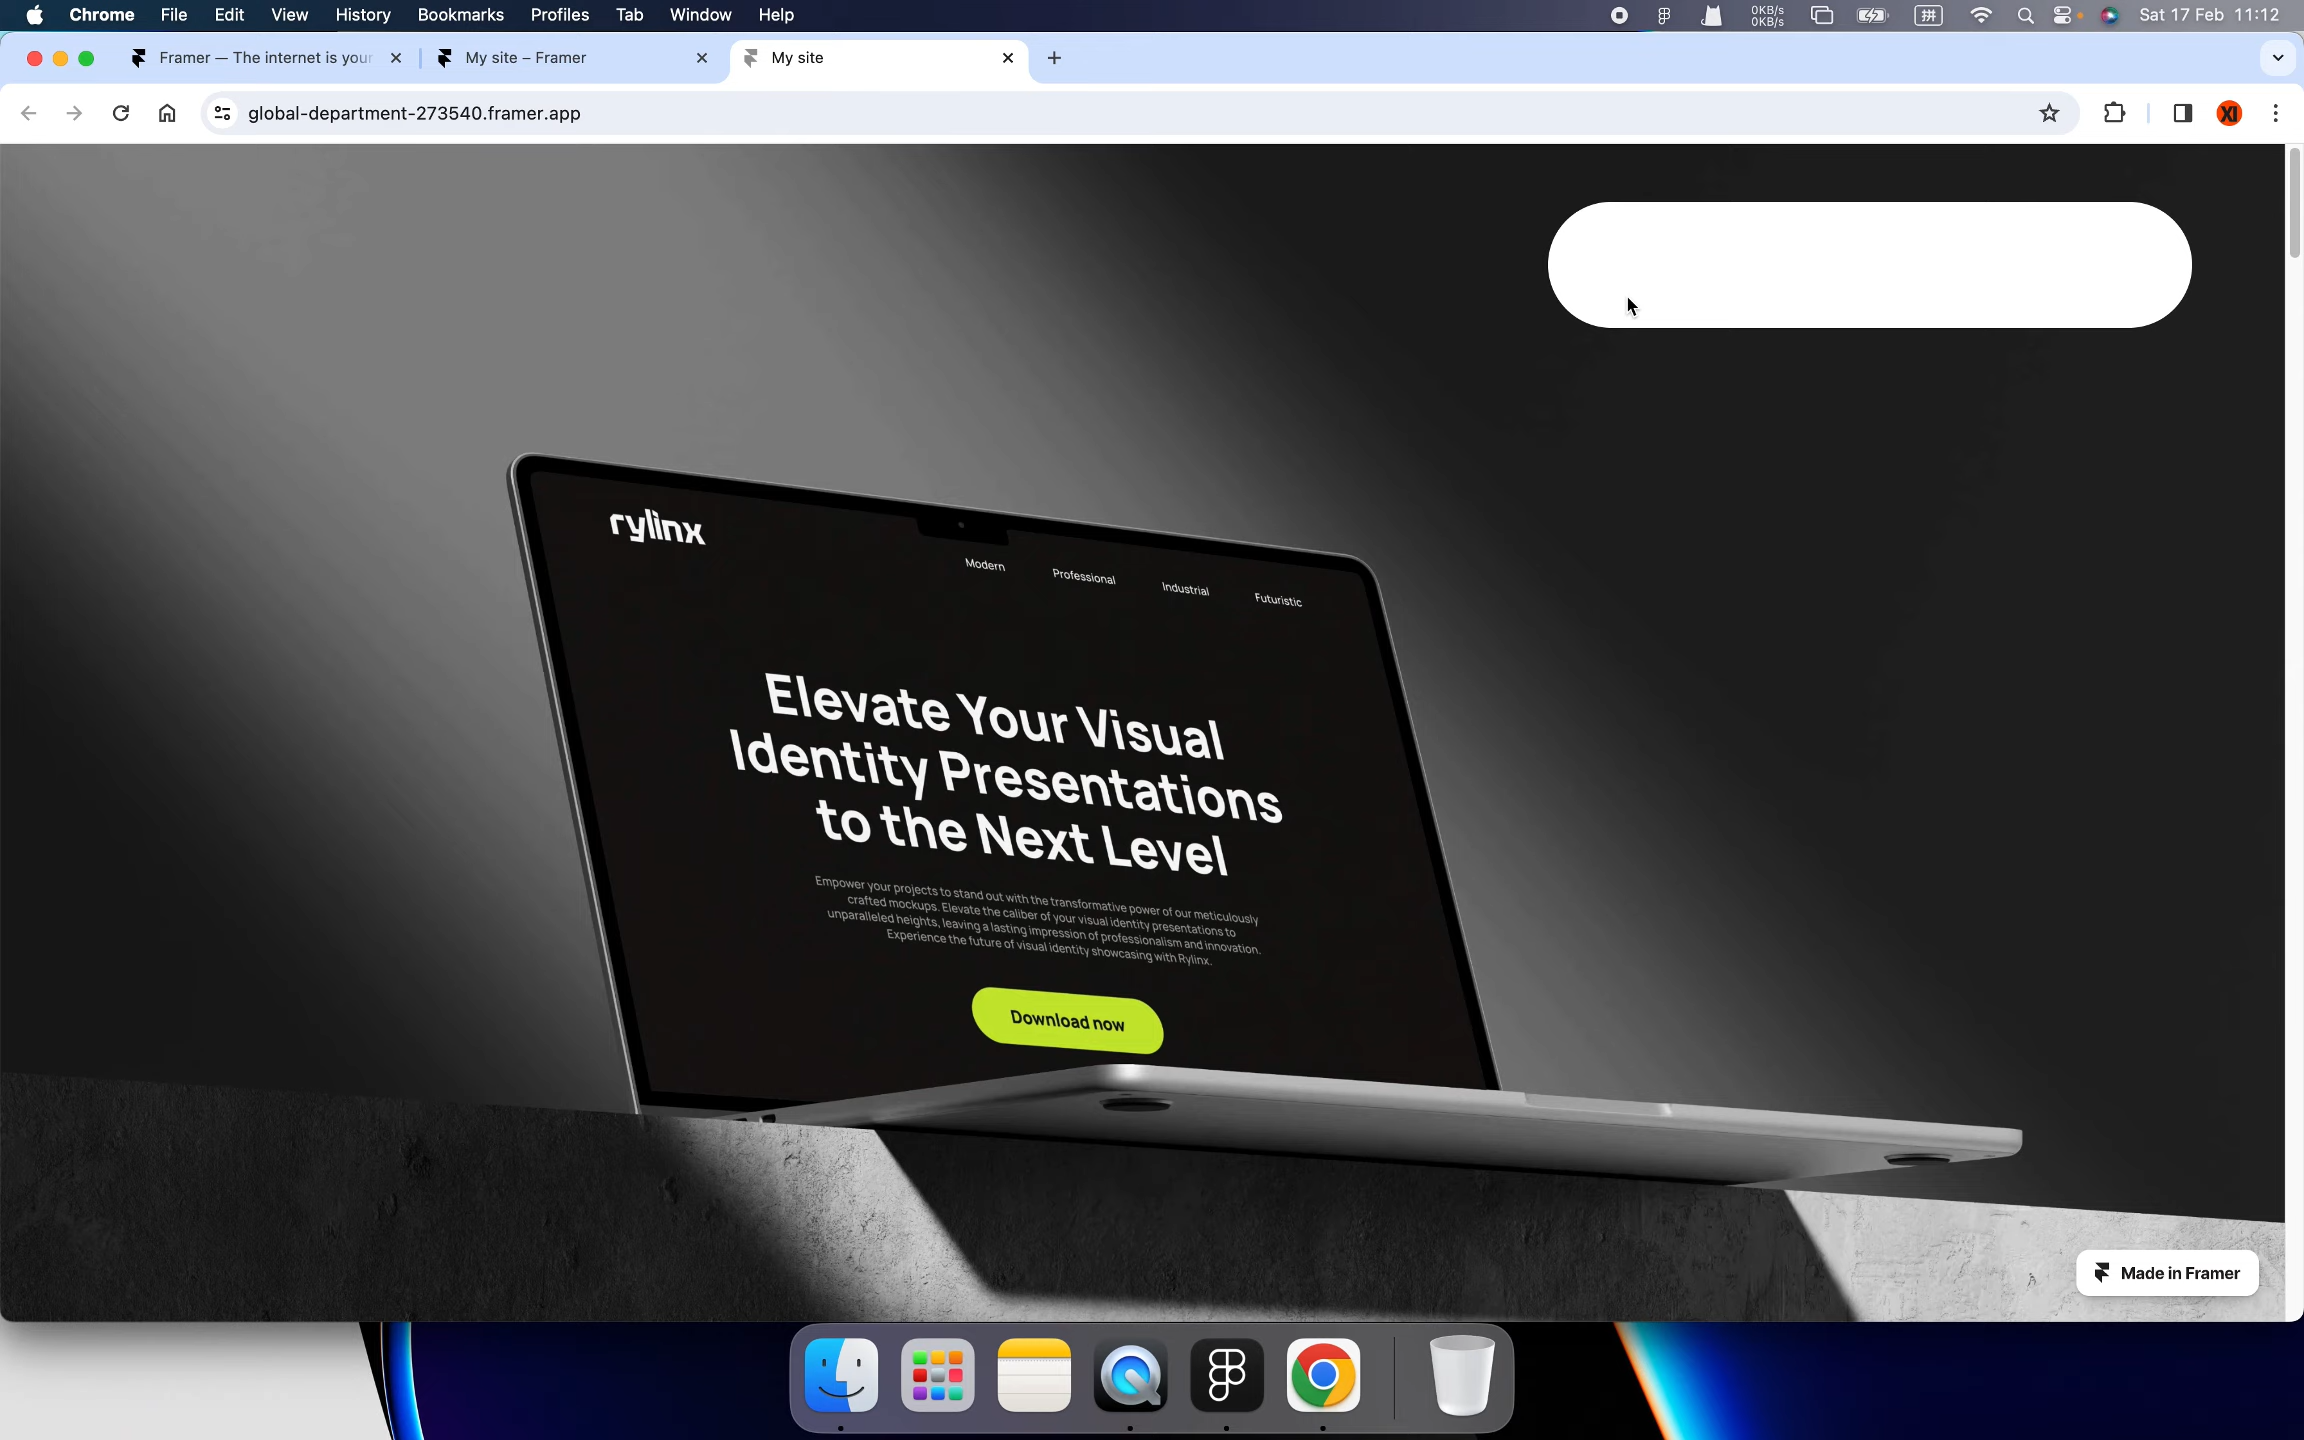 Chrome File Edit View History Bookmarks Profiles Tab Window Help 0KB/s Sat 17 Feb 11:12
0KB/s
Framer — The internet is your My site – Framer My site
global-department-273540.framer.app XI
rylinx
Modern Professional Industrial Futuristic
Elevate Your Visual
Identity Presentations
to the Next Level
Empower your projects to stand out with the transformative power of our meticulously
crafted mockups. Elevate the caliber of your visual identity presentations to
unparalleled heights, leaving a lasting impression of professionalism and innovation.
Experience the future of visual identity showcasing with Rylinx.
Download now
Made in Framer